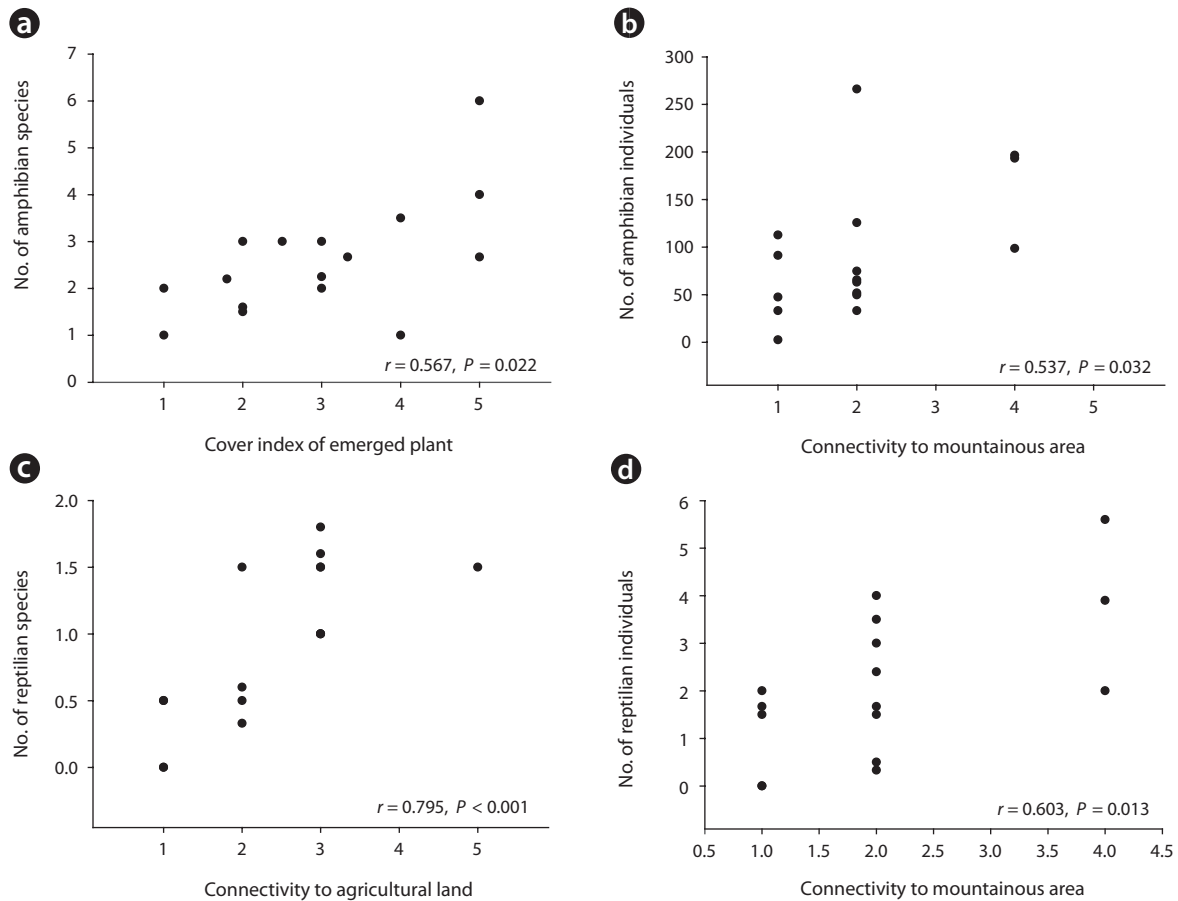 a
No. of amphibian species
7
6
5
4
3
2
1
0
r = 0.567, P = 0.022
1 2 3 4 5
Cover index of emerged plant
b
No. of amphibian individuals
300
250
200
150
100
50
0
r = 0.537, P = 0.032
1 2 3 4 5
Connectivity to mountainous area
c
No. of reptilian species
2.0
1.5
1.0
0.5
0.0
r = 0.795, P < 0.001
1 2 3 4 5
Connectivity to agricultural land
d
No. of reptilian individuals
6
5
4
3
2
1
0
r = 0.603, P = 0.013
0.5 1.0 1.5 2.0 2.5 3.0 3.5 4.0 4.5
Connectivity to mountainous area